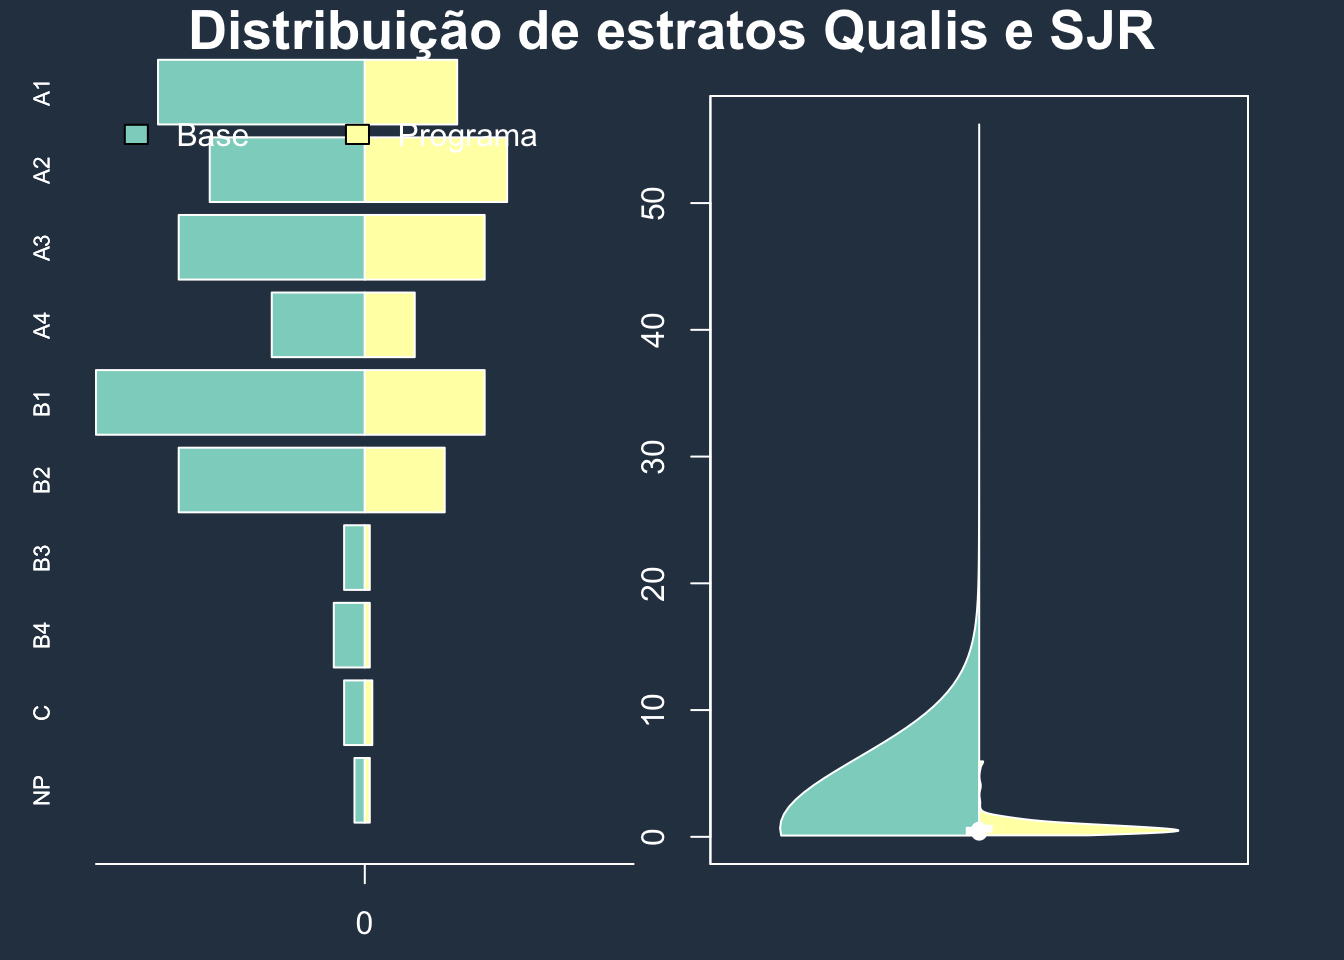 Distribuição de estratos Qualis e SJR
A1
Base Programa
A2
A3
A4
B1
B2
B3
B4
C
NP
0
50
40
30
20
10
0